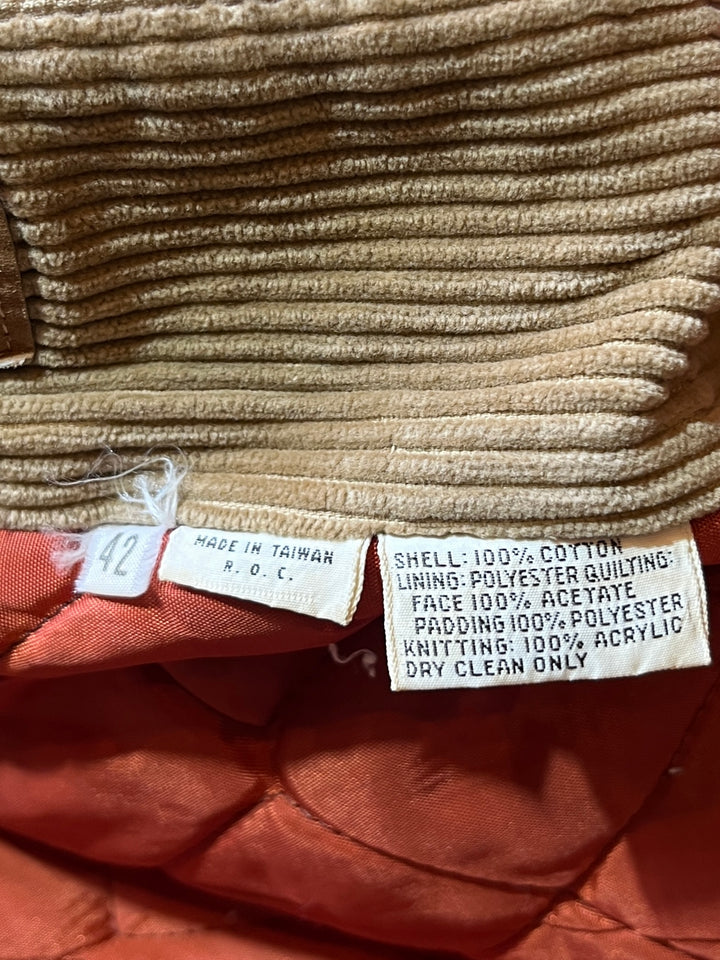 42
MADE IN TAIWAN
R. O. C.
SHELL: 100% COTTON
LINING: POLYESTER QUILTING:
FACE 100% ACETATE
PADDING 100% POLYESTER
KNITTING: 100% ACRYLIC
DRY CLEAN ONLY